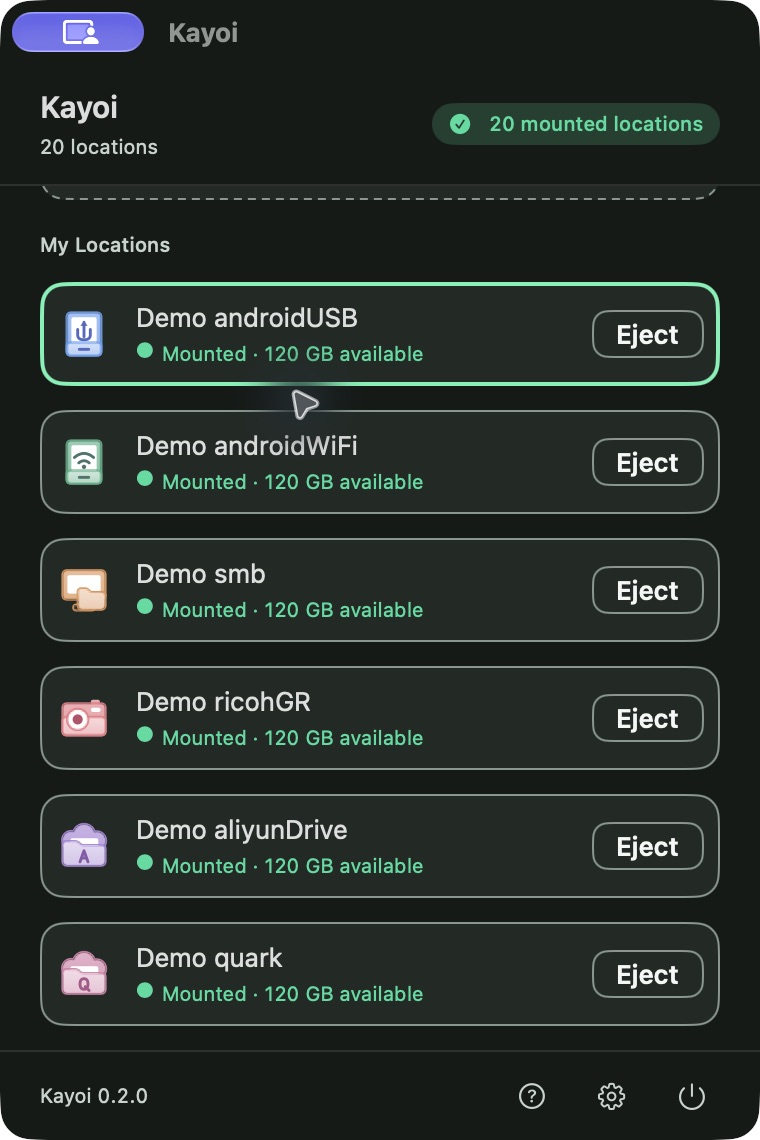 Kayoi
Kayoi
20 locations
20 mounted locations
My Locations
Demo androidUSB
Mounted · 120 GB available
Eject
Demo androidWiFi
Mounted · 120 GB available
Eject
Demo smb
Mounted · 120 GB available
Eject
Demo ricohGR
Mounted · 120 GB available
Eject
A
Demo aliyunDrive
Mounted · 120 GB available
Eject
Q
Demo quark
Mounted · 120 GB available
Eject
Kayoi 0.2.0
?